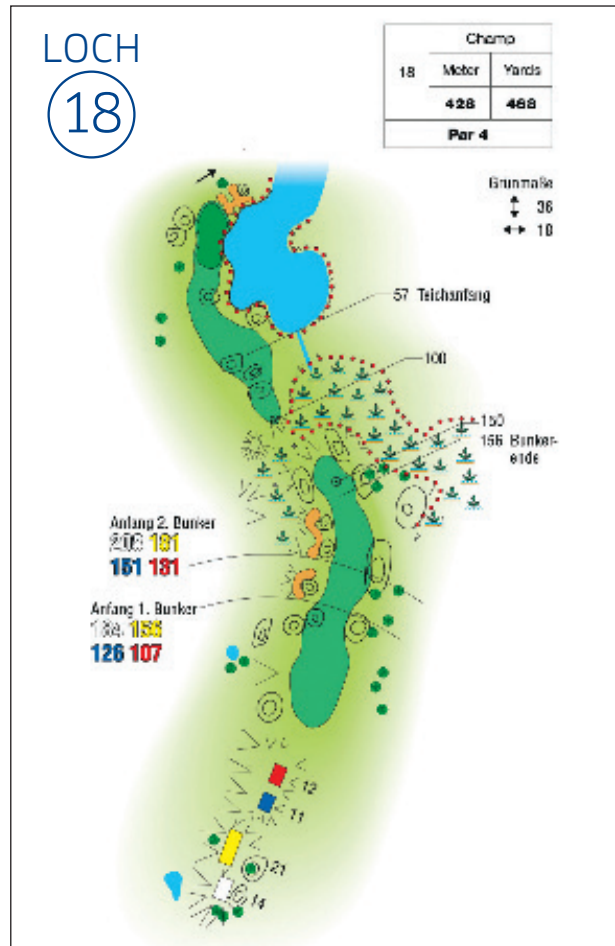 LOCH
18
Champ
18 Meter Yards
428 468
Par 4
Grünmaße
36
18
57 Teichanfang
100
150
156 Bunker-
ende
Anfang 2. Bunker
181
151 131
Anfang 1. Bunker
126 107
12
11
21
14